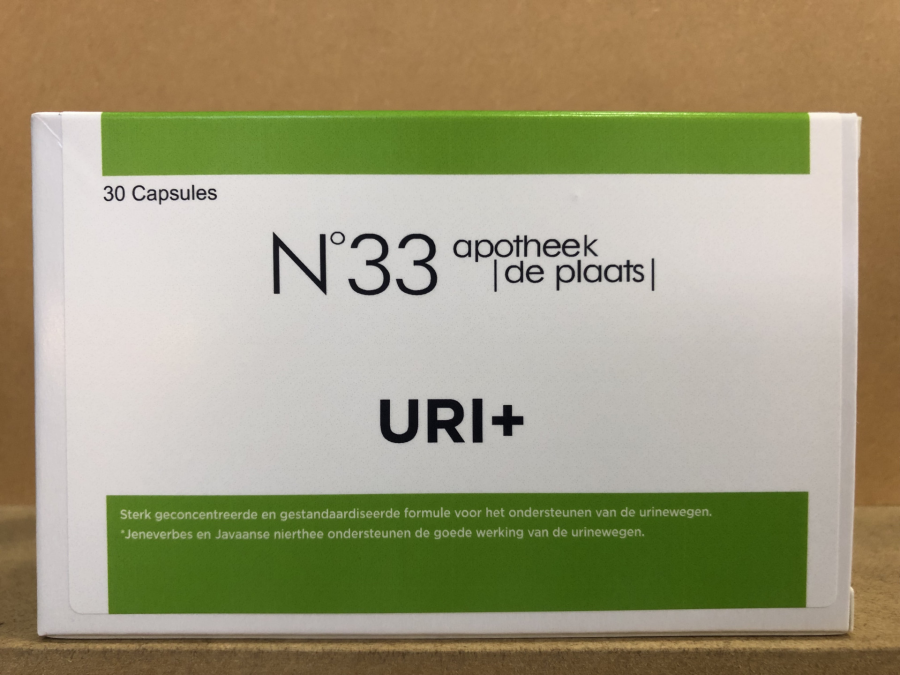 30 Capsules
N°33 apotheek
|de plaats|
URI+
Sterk geconcentreerde en gestandaardiseerde formule voor het ondersteunen van de urinewegen.
*Jeneverbes en Javaanse nierthee ondersteunen de goede werking van de urinewegen.